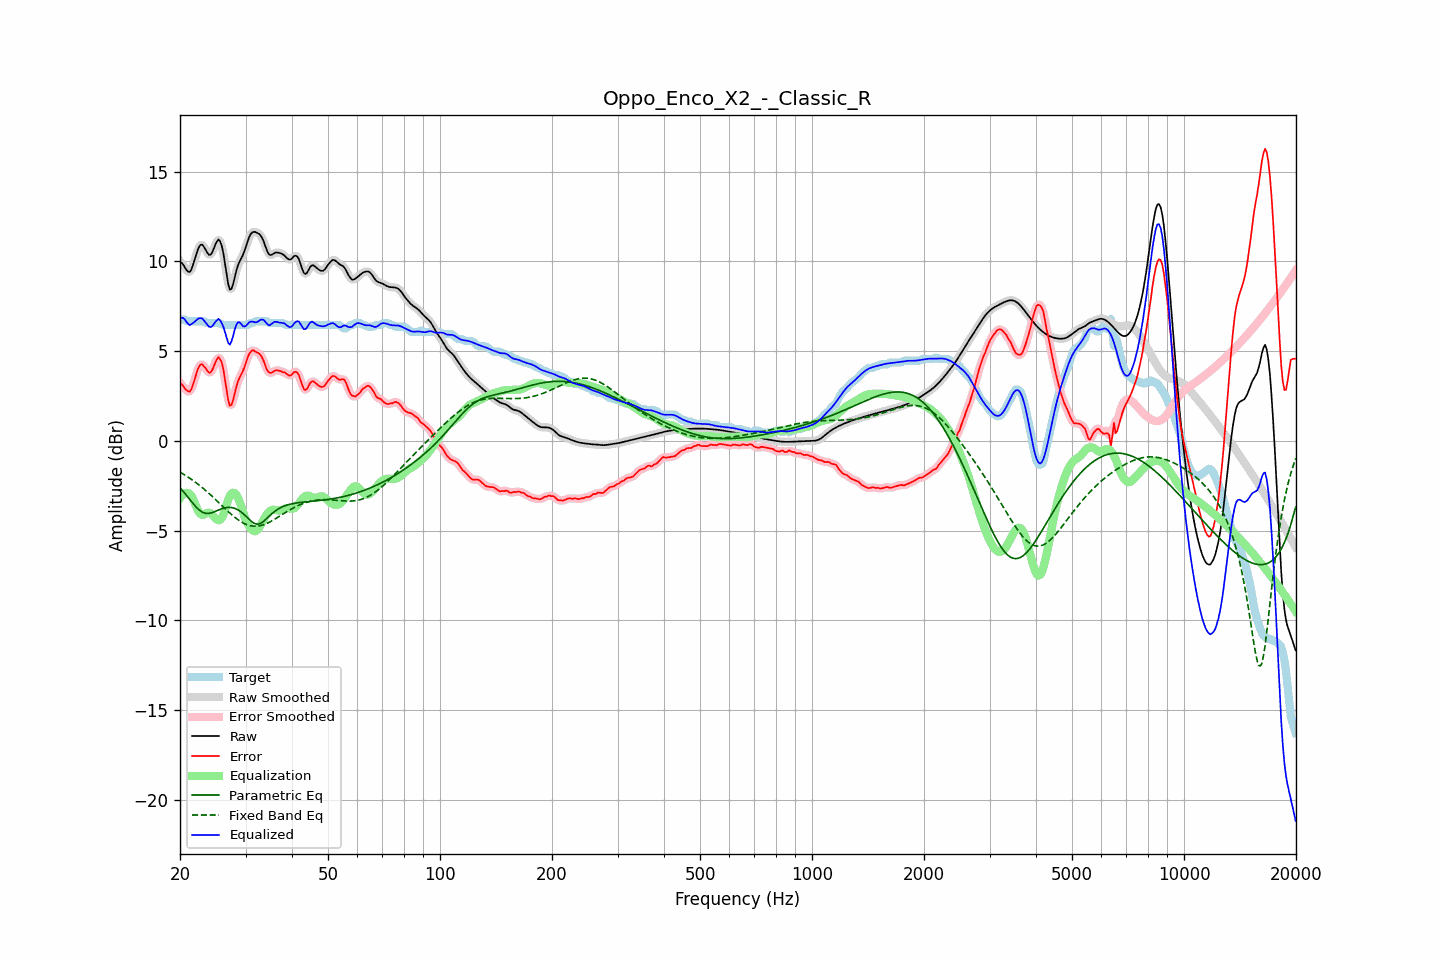 Oppo_Enco_X2_-_Classic_R
Amplitude (dBr)
15
10
5
0
−5
−10
−15
−20
Target
Raw Smoothed
Error Smoothed
Raw
Error
Equalization
Parametric Eq
Fixed Band Eq
Equalized
20 50 100 200 500 1000 2000 5000 10000 20000
Frequency (Hz)